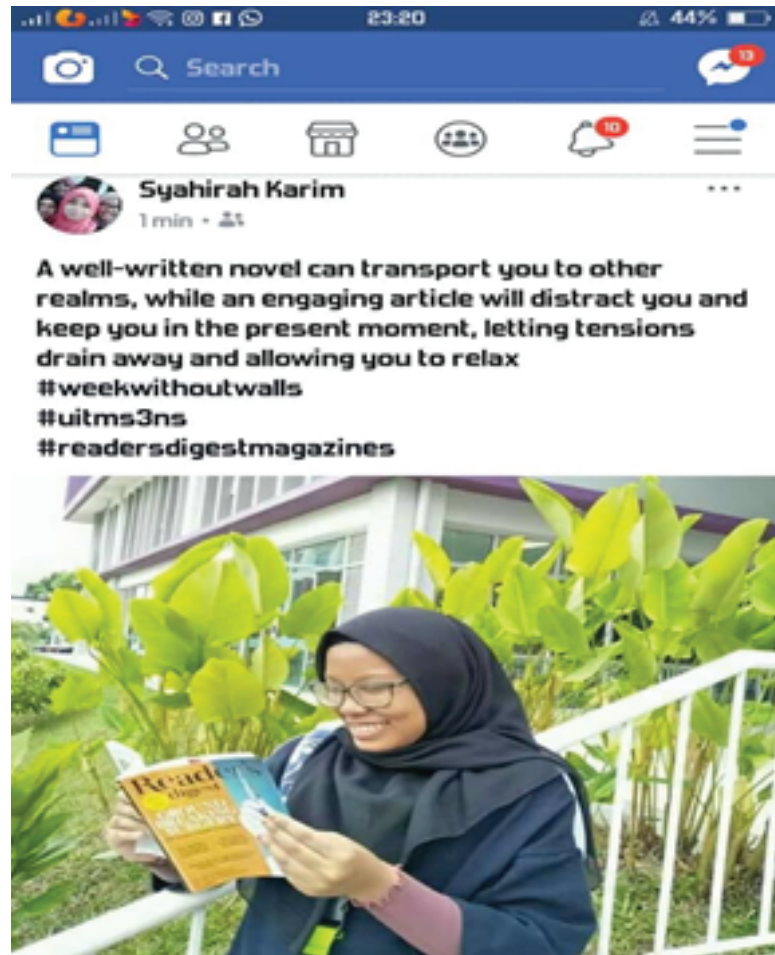 23:20
44%
Search
13
10
Syahirah Karim
1 min
A well-written novel can transport you to other
realms, while an engaging article will distract you and
keep you in the present moment, letting tensions
drain away and allowing you to relax
#weekwithoutwalls
#uitms3ns
#readersdigestmagazines
Reader's
digest